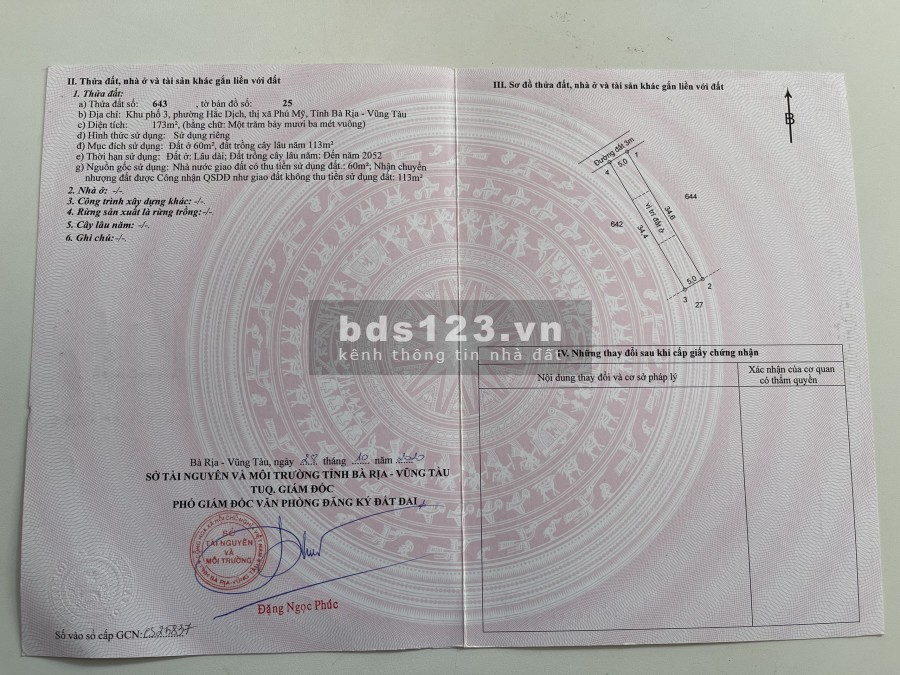 II. Thửa đất, nhà ở và tài sản khác gắn liền với đất
1. Thửa đất:
a) Thửa đất số: 643 , tờ bản đồ số: 25
b) Địa chỉ: Khu phố 3, phường Hắc Dịch, thị xã Phú Mỹ, Tỉnh Bà Rịa - Vũng Tàu
c) Diện tích: 173m², (bằng chữ: Một trăm bảy mươi ba mét vuông)
d) Hình thức sử dụng: Sử dụng riêng
đ) Mục đích sử dụng: Đất ở 60m², đất trồng cây lâu năm 113m²
e) Thời hạn sử dụng: Đất ở: Lâu dài; Đất trồng cây lâu năm: Đến năm 2052
g) Nguồn gốc sử dụng: Nhà nước giao đất có thu tiền sử dụng đất.: 60m²; Nhận chuyển
nhượng đất được Công nhận QSDĐ như giao đất không thu tiền sử dụng đất: 113m²
2. Nhà ở: -/-.
3. Công trình xây dựng khác: -/-.
4. Rừng sản xuất là rừng trồng:-/-.
5. Cây lâu năm: -/-.
6. Ghi chú:-/-.
Bà Rịa - Vũng Tàu, ngày 28 tháng 10 năm 2020
SỞ TÀI NGUYÊN VÀ MÔI TRƯỜNG TỈNH BÀ RỊA - VŨNG TÀU
TUQ. GIÁM ĐỐC
PHÓ GIÁM ĐỐC VĂN PHÒNG ĐĂNG KÝ ĐẤT ĐAI
SỞ
TÀI NGUYÊN
VÀ
MÔI TRƯỜNG
TỈNH BÀ RỊA-VŨNG TÀU
Đặng Ngọc Phúc
Số vào sổ cấp GCN: CS25837
III. Sơ đồ thửa đất, nhà ở và tài sản khác gắn liền với đất
B
Đường đất 3m
1
5.0
4
644
642
34.6
vị trí đất ở
34.4
5.0
2
3
27
bds123.vn
kênh thông tin nhà đất
IV. Những thay đổi sau khi cấp giấy chứng nhận
Nội dung thay đổi và cơ sở pháp lý
Xác nhận của cơ quan
có thẩm quyền